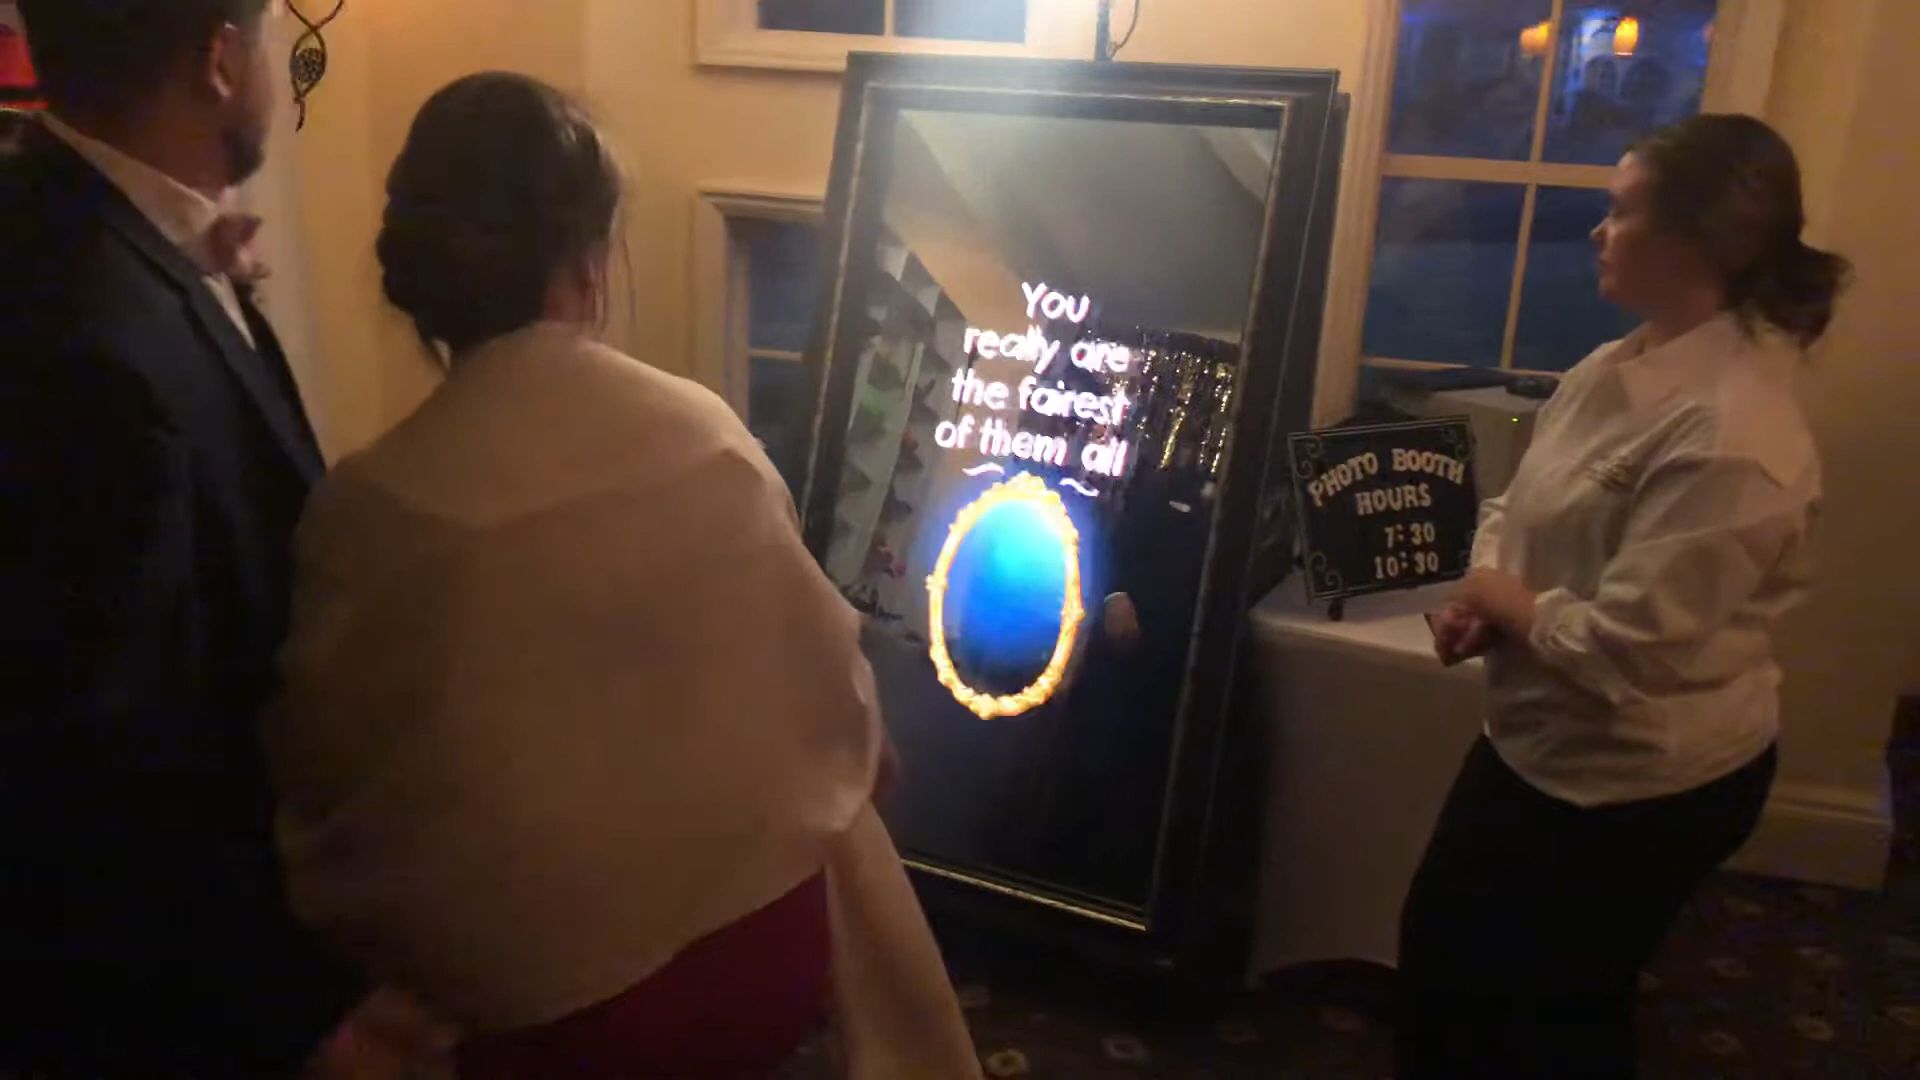 You
really are
the fairest
of them all
PHOTO BOOTH
HOURS
7:30
10:30